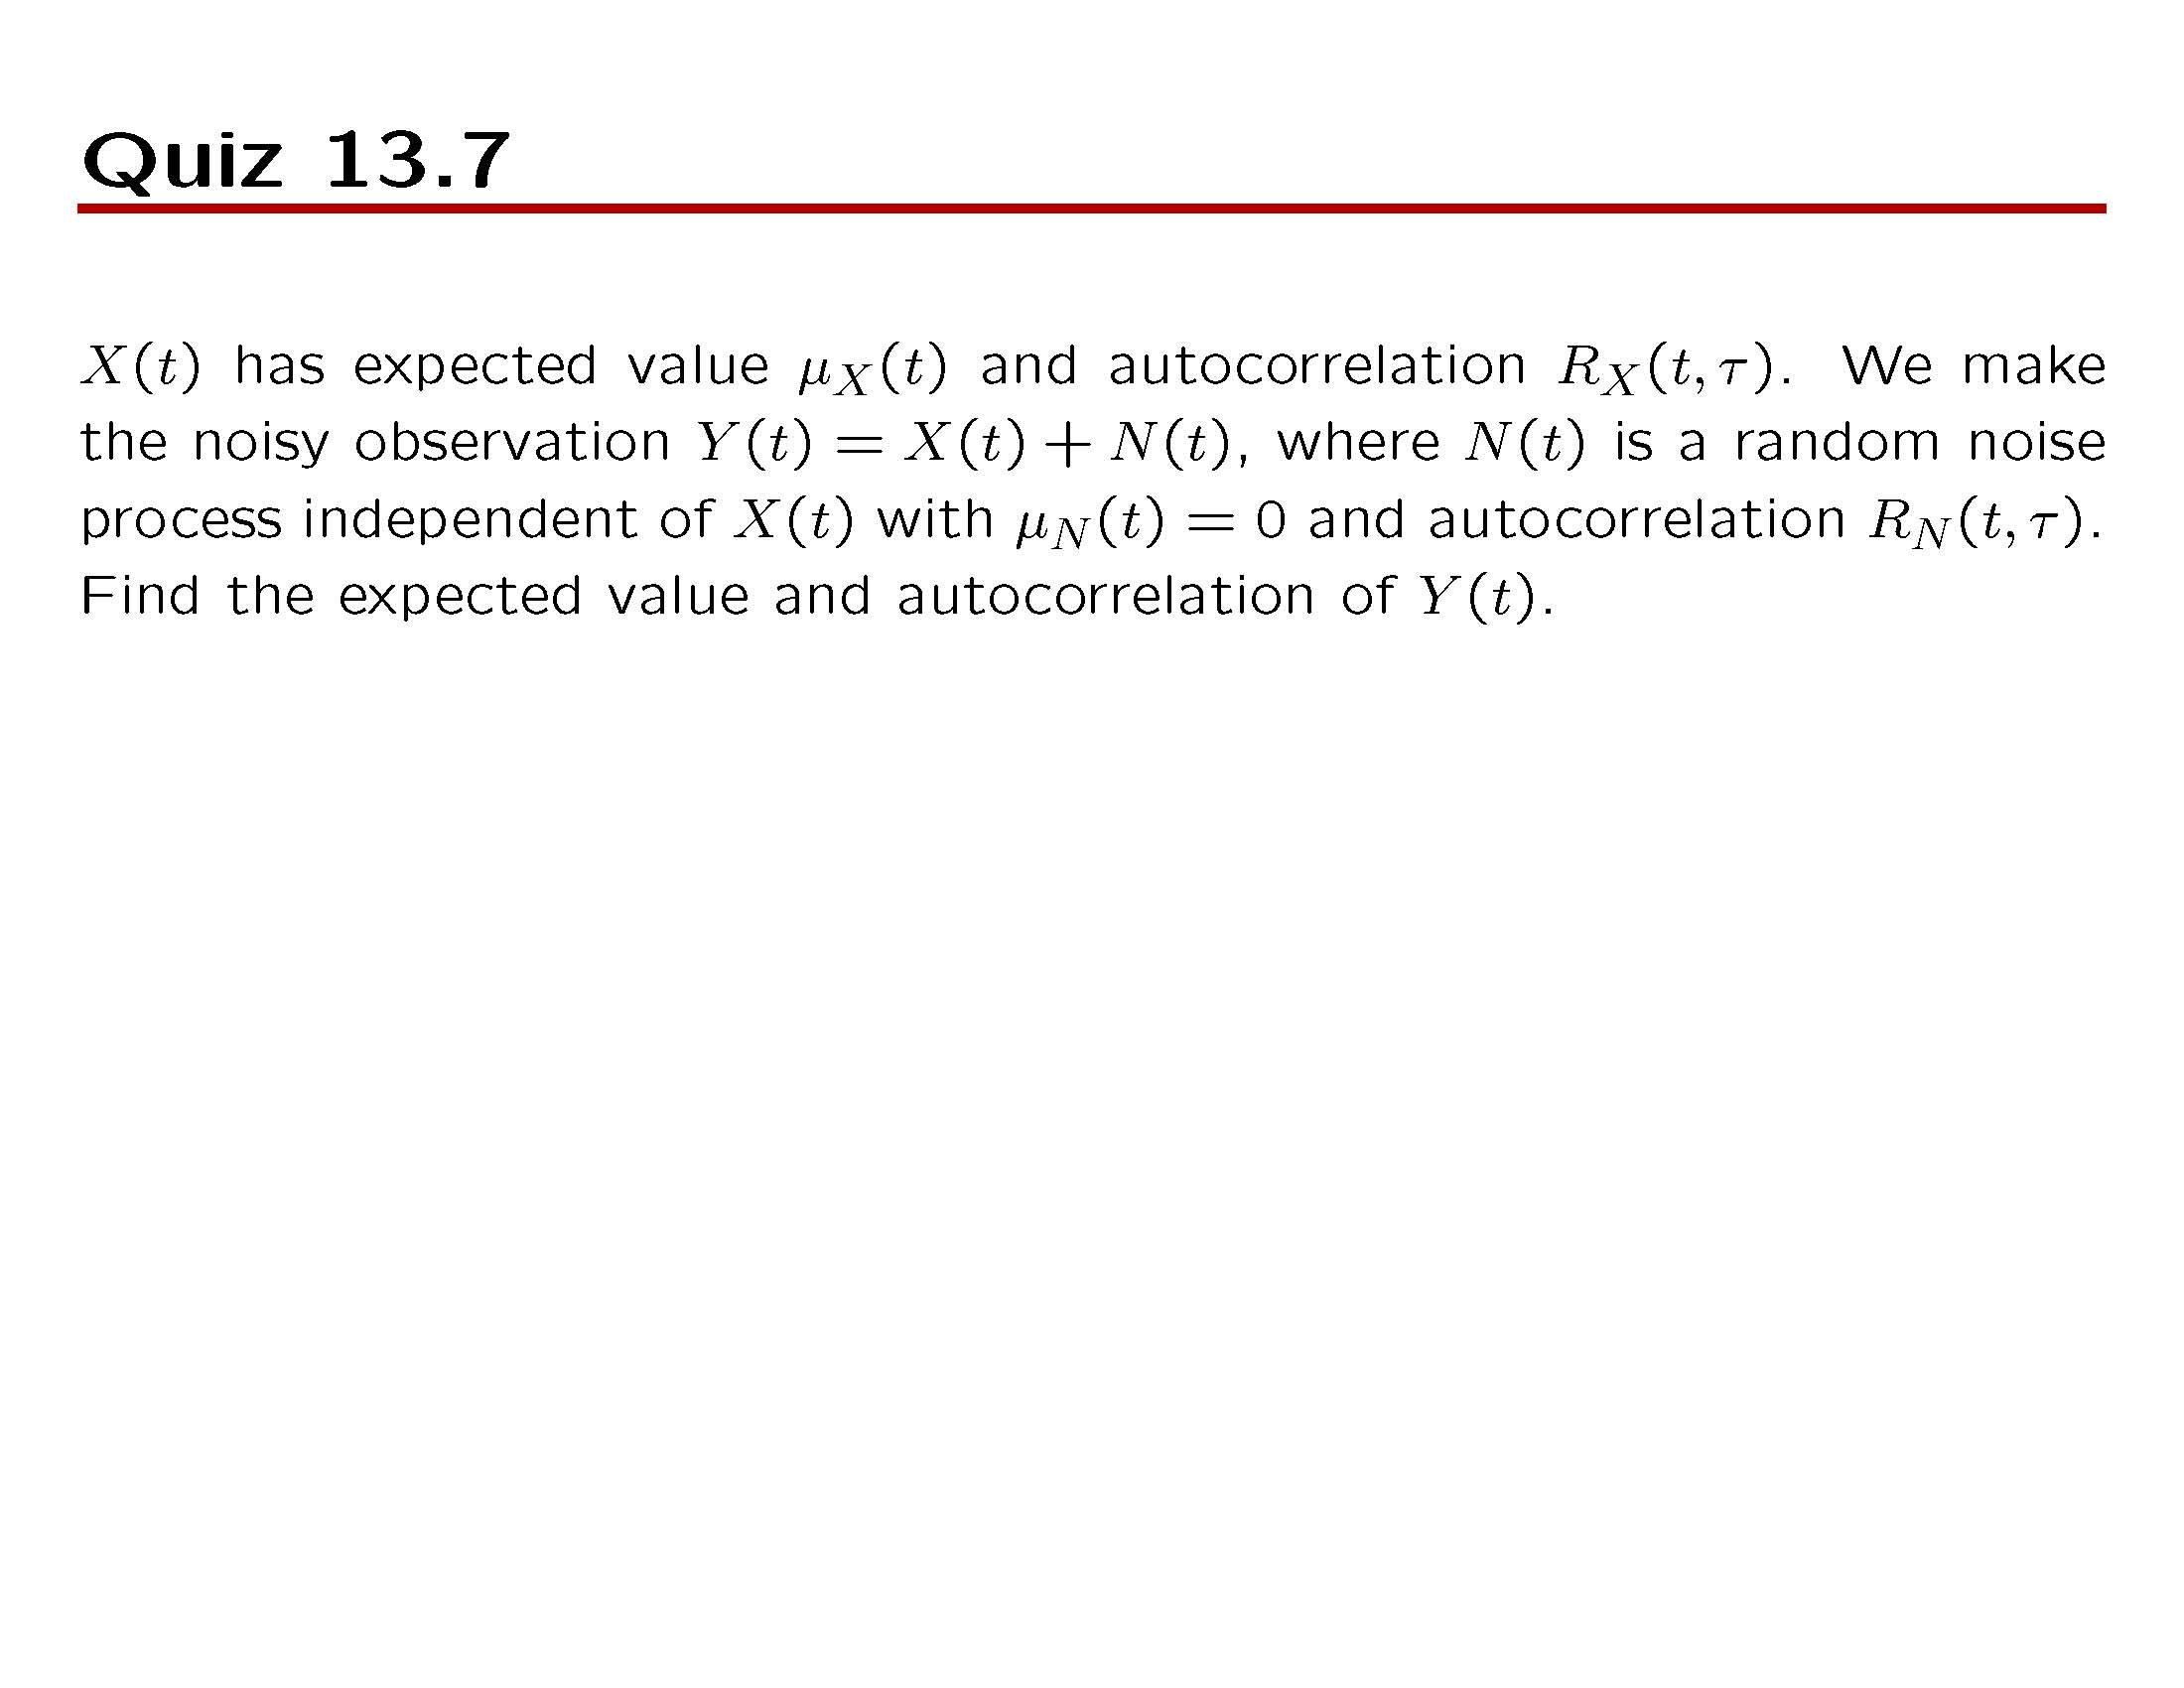 Quiz 13.7
X(t) has expected value μ_X(t) and autocorrelation R_X(t, τ). We make
the noisy observation Y(t) = X(t) + N(t), where N(t) is a random noise
process independent of X(t) with μ_N(t) = 0 and autocorrelation R_N(t, τ).
Find the expected value and autocorrelation of Y(t).